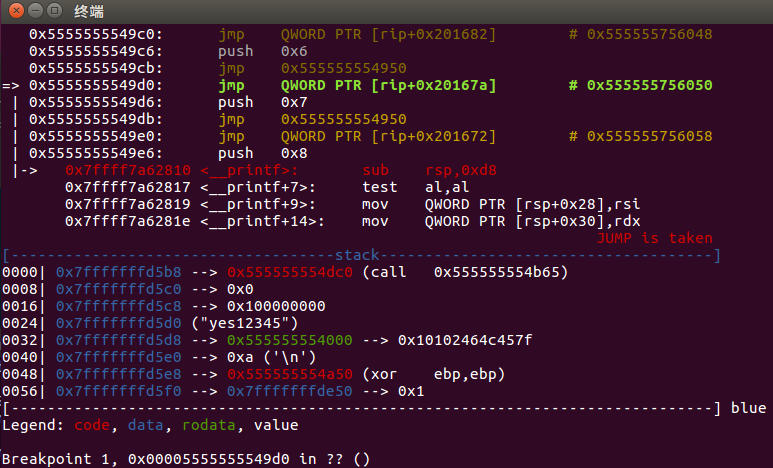 终端
0x5555555549c0: jmp QWORD PTR [rip+0x201682] # 0x555555756048
0x5555555549c6: push 0x6
0x5555555549cb: jmp 0x555555554950
=> 0x5555555549d0: jmp QWORD PTR [rip+0x20167a] # 0x555555756050
| 0x5555555549d6: push 0x7
| 0x5555555549db: jmp 0x555555554950
| 0x5555555549e0: jmp QWORD PTR [rip+0x201672] # 0x555555756058
| 0x5555555549e6: push 0x8
|-> 0x7ffff7a62810 <__printf>: sub rsp,0xd8
0x7ffff7a62817 <__printf+7>: test al,al
0x7ffff7a62819 <__printf+9>: mov QWORD PTR [rsp+0x28],rsi
0x7ffff7a6281e <__printf+14>: mov QWORD PTR [rsp+0x30],rdx
JUMP is taken
[------------------------------------stack-------------------------------------]
0000| 0x7fffffffd5b8 --> 0x555555554dc0 (call 0x555555554b65)
0008| 0x7fffffffd5c0 --> 0x0
0016| 0x7fffffffd5c8 --> 0x100000000
0024| 0x7fffffffd5d0 ("yes12345")
0032| 0x7fffffffd5d8 --> 0x555555554000 --> 0x10102464c457f
0040| 0x7fffffffd5e0 --> 0xa ('\n')
0048| 0x7fffffffd5e8 --> 0x555555554a50 (xor ebp,ebp)
0056| 0x7fffffffd5f0 --> 0x7fffffffde50 --> 0x1
[------------------------------------------------------------------------------] blue
Legend: code, data, rodata, value
Breakpoint 1, 0x00005555555549d0 in ?? ()